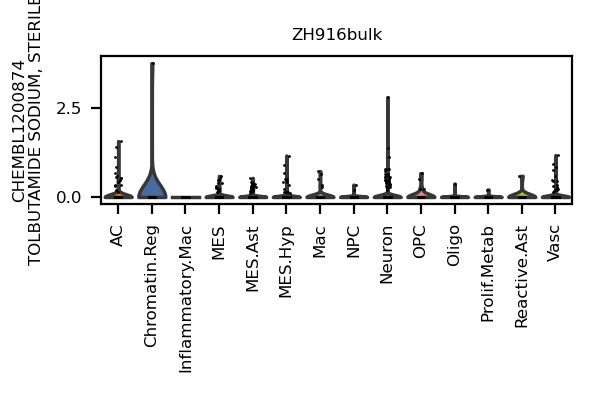 ZH916bulk
CHEMBL1200874
TOLBUTAMIDE SODIUM, STERILE
2.5
0.0
AC
Chromatin.Reg
Inflammatory.Mac
MES
MES.Ast
MES.Hyp
Mac
NPC
Neuron
OPC
Oligo
Prolif.Metab
Reactive.Ast
Vasc